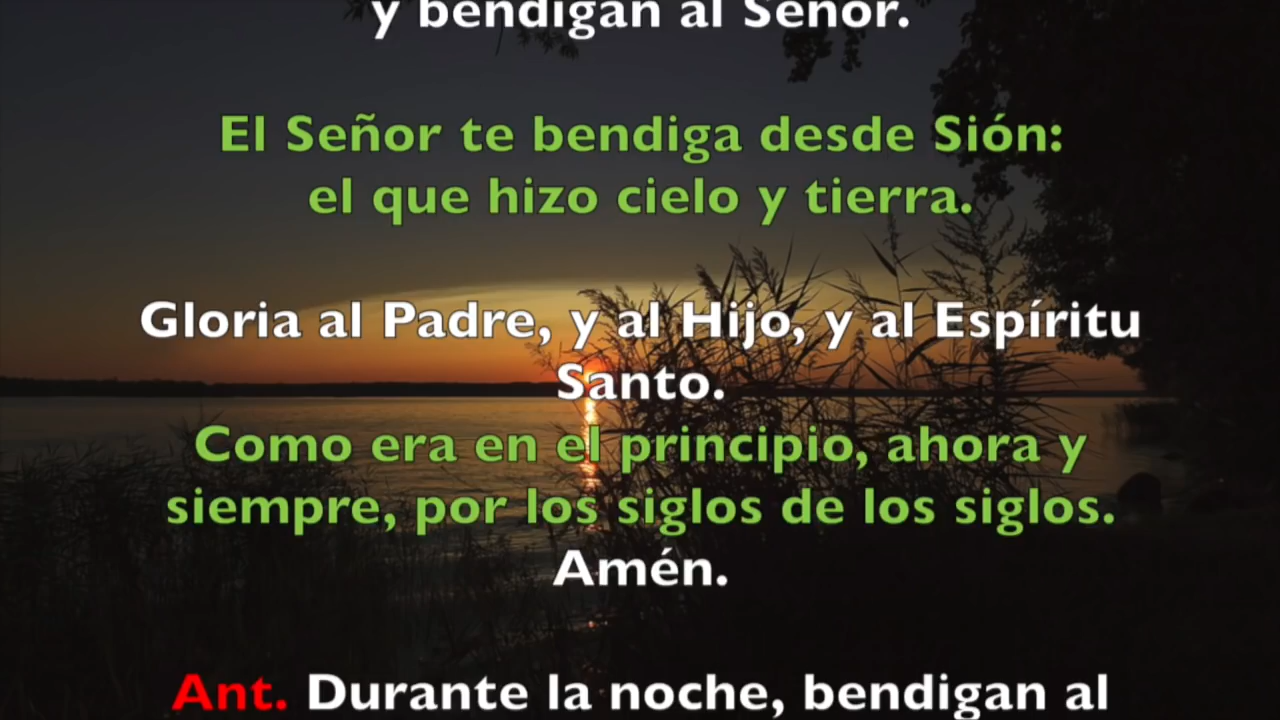 y bendigan al Señor.
El Señor te bendiga desde Sión:
el que hizo cielo y tierra.
Gloria al Padre, y al Hijo, y al Espíritu
Santo.
Como era en el principio, ahora y
siempre, por los siglos de los siglos.
Amén.
Ant. Durante la noche, bendigan al